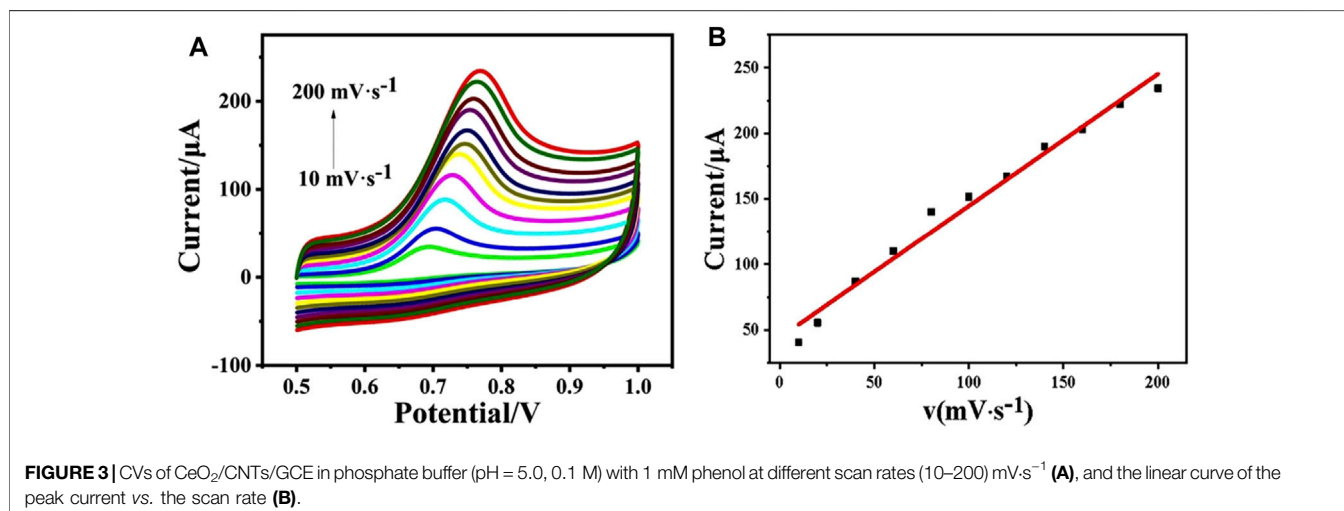 A
200 mV·s⁻¹
10 mV·s⁻¹
Current/μA
200
100
0
-100
0.5 0.6 0.7 0.8 0.9 1.0
Potential/V
B
Current/μA
250
200
150
100
50
0 50 100 150 200
v(mV·s⁻¹)
FIGURE 3 | CVs of CeO₂/CNTs/GCE in phosphate buffer (pH = 5.0, 0.1 M) with 1 mM phenol at different scan rates (10–200) mV·s⁻¹ (A), and the linear curve of the
peak current vs. the scan rate (B).